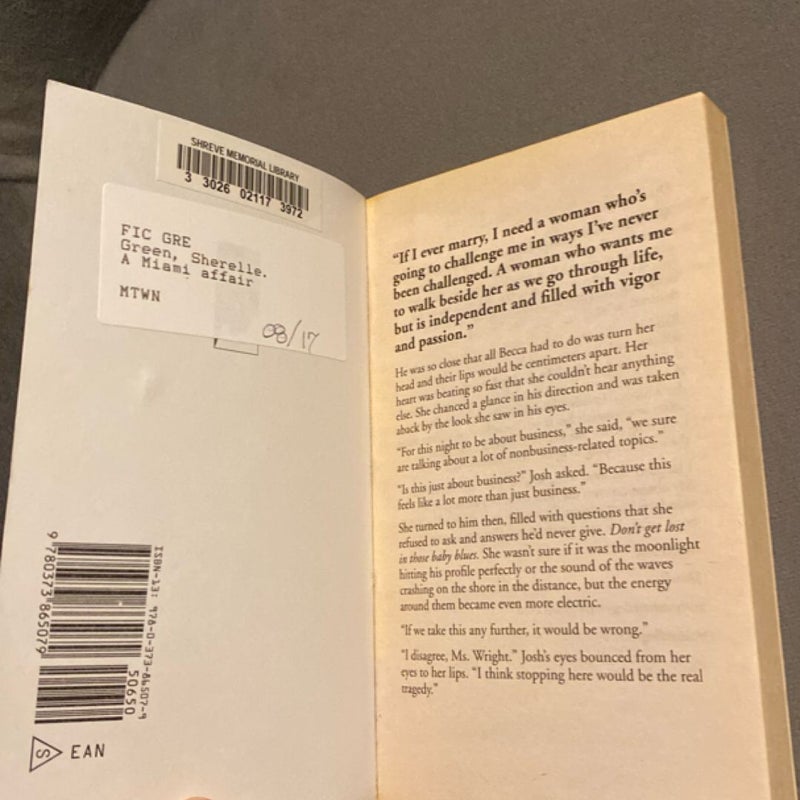 SHREVE MEMORIAL LIBRARY
3 3026 02117 3972
FIC GRE
Green, Sherelle.
A Miami affair
MTWN
08/17
9 780373 865079
ISBN-13: 978-0-373-86507-9
50650
S EAN
“If I ever marry, I need a woman who’s
going to challenge me in ways I’ve never
been challenged. A woman who wants me
to walk beside her as we go through life,
but is independent and filled with vigor
and passion.”
He was so close that all Becca had to do was turn her
head and their lips would be centimeters apart. Her
heart was beating so fast that she couldn’t hear anything
else. She chanced a glance in his direction and was taken
aback by the look she saw in his eyes.
“For this night to be about business,” she said, “we sure
are talking about a lot of nonbusiness-related topics.”
“Is this just about business?” Josh asked. “Because this
feels like a lot more than just business.”
She turned to him then, filled with questions that she
refused to ask and answers he’d never give. Don’t get lost
in those baby blues. She wasn’t sure if it was the moonlight
hitting his profile perfectly or the sound of the waves
crashing on the shore in the distance, but the energy
around them became even more electric.
“If we take this any further, it would be wrong.”
“I disagree, Ms. Wright.” Josh’s eyes bounced from her
eyes to her lips. “I think stopping here would be the real
tragedy.”